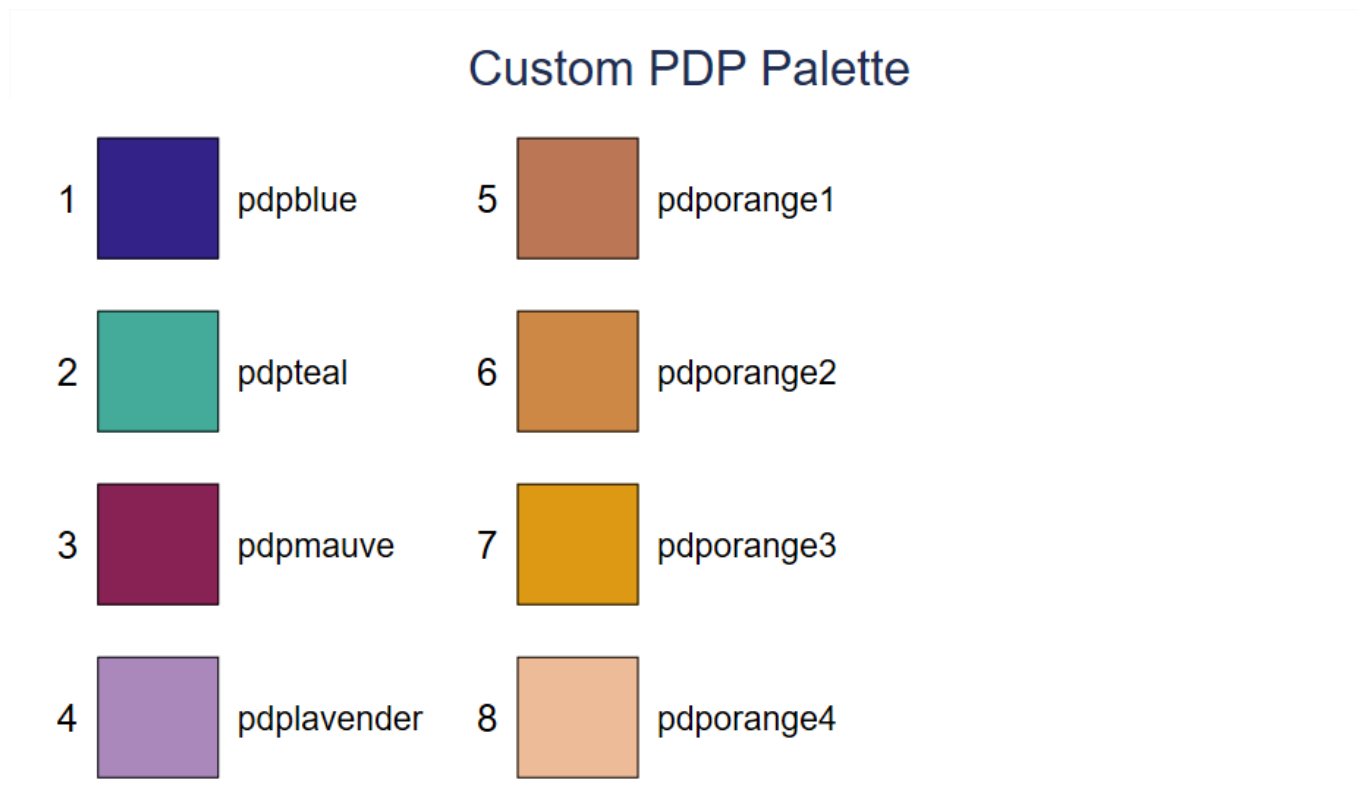 Custom PDP Palette
1 pdpblue
5 pdporange1
2 pdpteal
6 pdporange2
3 pdpmauve
7 pdporange3
4 pdplavender
8 pdporange4